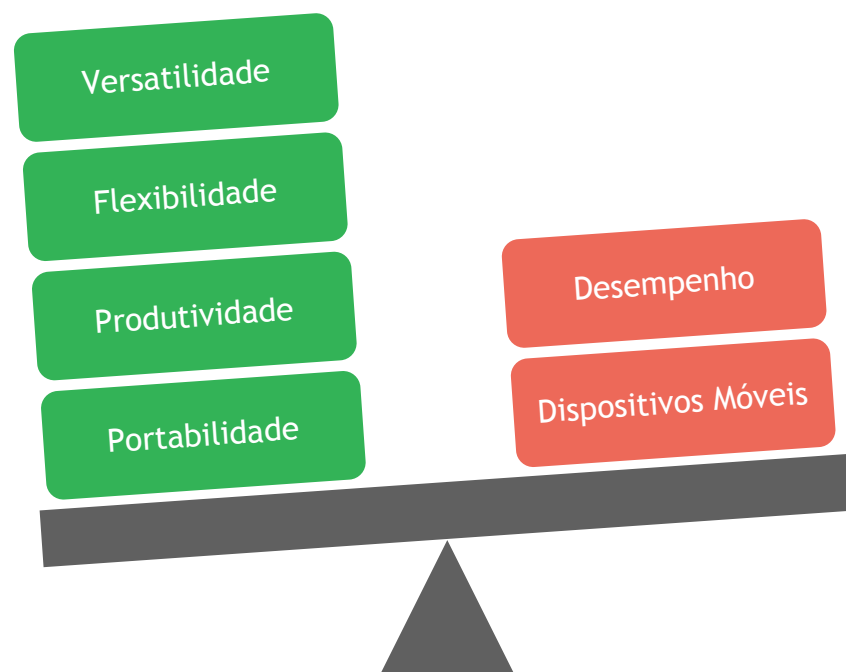 Versatilidade
Flexibilidade
Produtividade
Portabilidade
Desempenho
Dispositivos Móveis